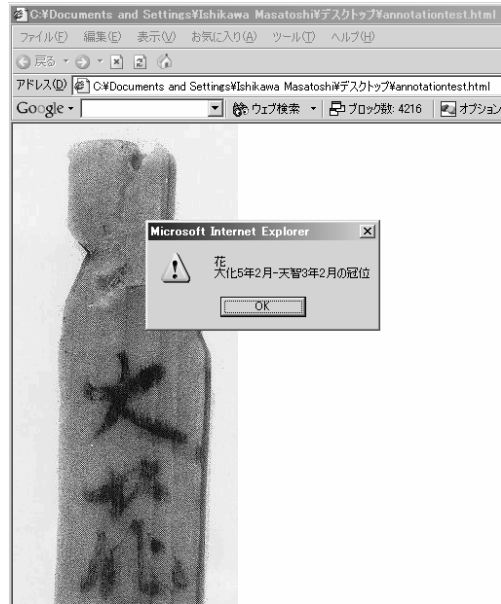 C:¥Documents and Settings¥Ishikawa Masatoshi¥デスクトップ¥annotationtest.html
ファイル(F) 編集(E) 表示(V) お気に入り(A) ツール(T) ヘルプ(H)
戻る
アドレス(D) C:¥Documents and Settings¥Ishikawa Masatoshi¥デスクトップ¥annotationtest.html
Google ウェブ検索 ブロック数: 4216 オプション
Microsoft Internet Explorer
花
大化5年2月-天智3年2月の冠位
OK
大